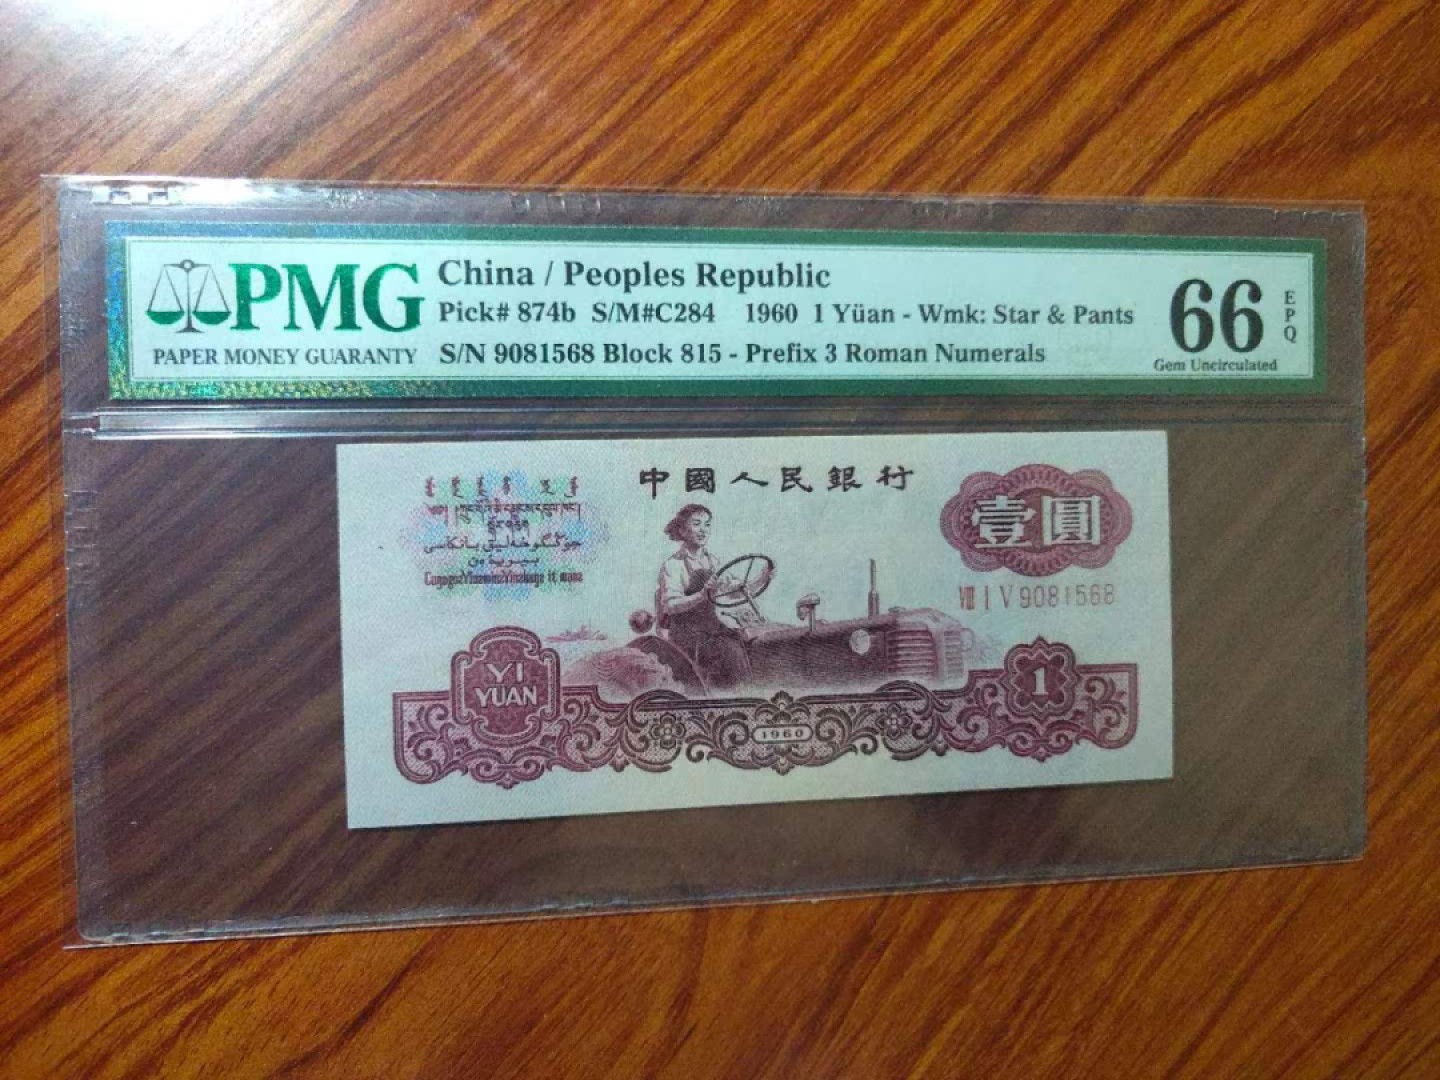 PMG
PAPER MONEY GUARANTY
China / Peoples Republic
Pick# 874b S/M#C284 1960 1 Yüan - Wmk: Star & Pants
S/N 9081568 Block 815 - Prefix 3 Roman Numerals
66
EPQ
Gem Uncirculated
中國人民銀行
壹圓
VIII I V 9081568
YI
YUAN
1960
1